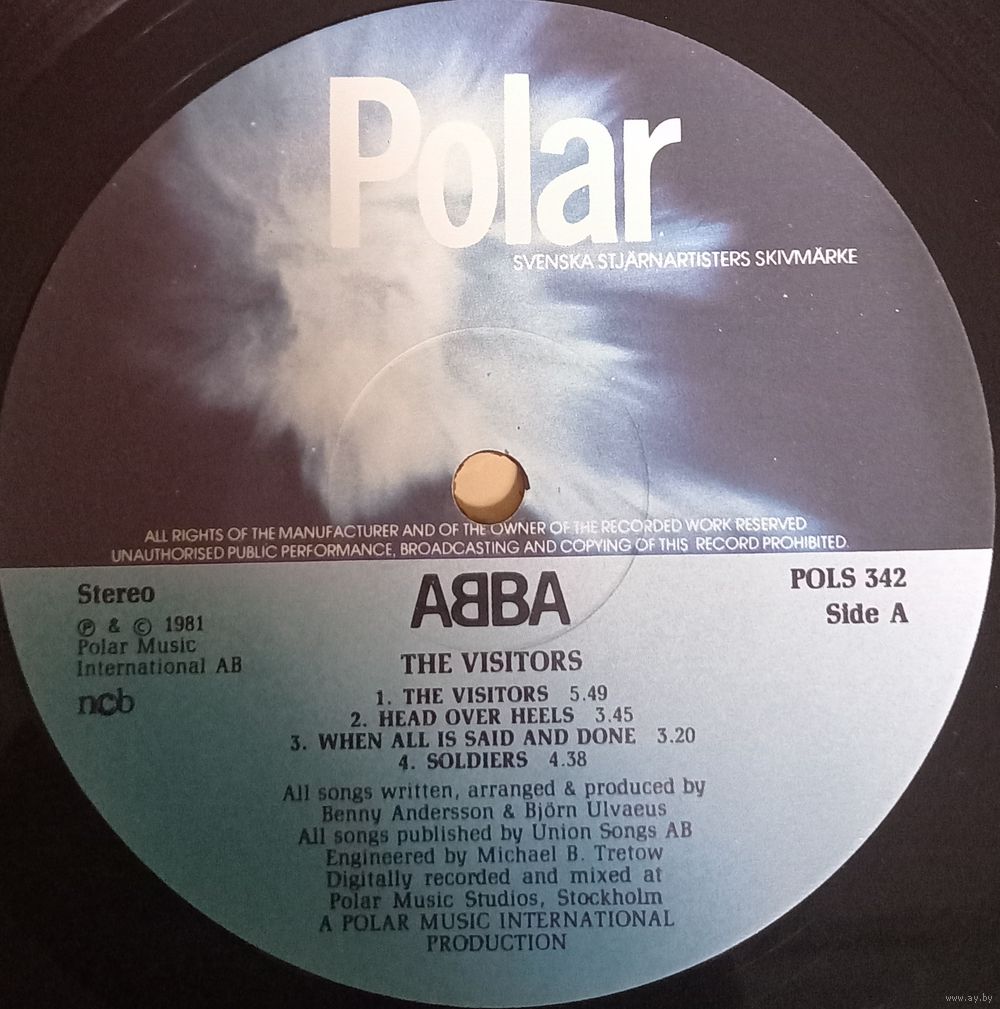 Polar
SVENSKA STJÄRNARTISTERS SKIVMÄRKE
ALL RIGHTS OF THE MANUFACTURER AND OF THE OWNER OF THE RECORDED WORK RESERVED
UNAUTHORISED PUBLIC PERFORMANCE, BROADCASTING AND COPYING OF THIS RECORD PROHIBITED.
Stereo
Ⓟ & © 1981
Polar Music
International AB
ncb
ABBA
POLS 342
Side A
THE VISITORS
1. THE VISITORS 5.49
2. HEAD OVER HEELS 3.45
3. WHEN ALL IS SAID AND DONE 3.20
4. SOLDIERS 4.38
All songs written, arranged & produced by
Benny Andersson & Björn Ulvaeus
All songs published by Union Songs AB
Engineered by Michael B. Tretow
Digitally recorded and mixed at
Polar Music Studios, Stockholm
A POLAR MUSIC INTERNATIONAL
PRODUCTION
www.ay.by